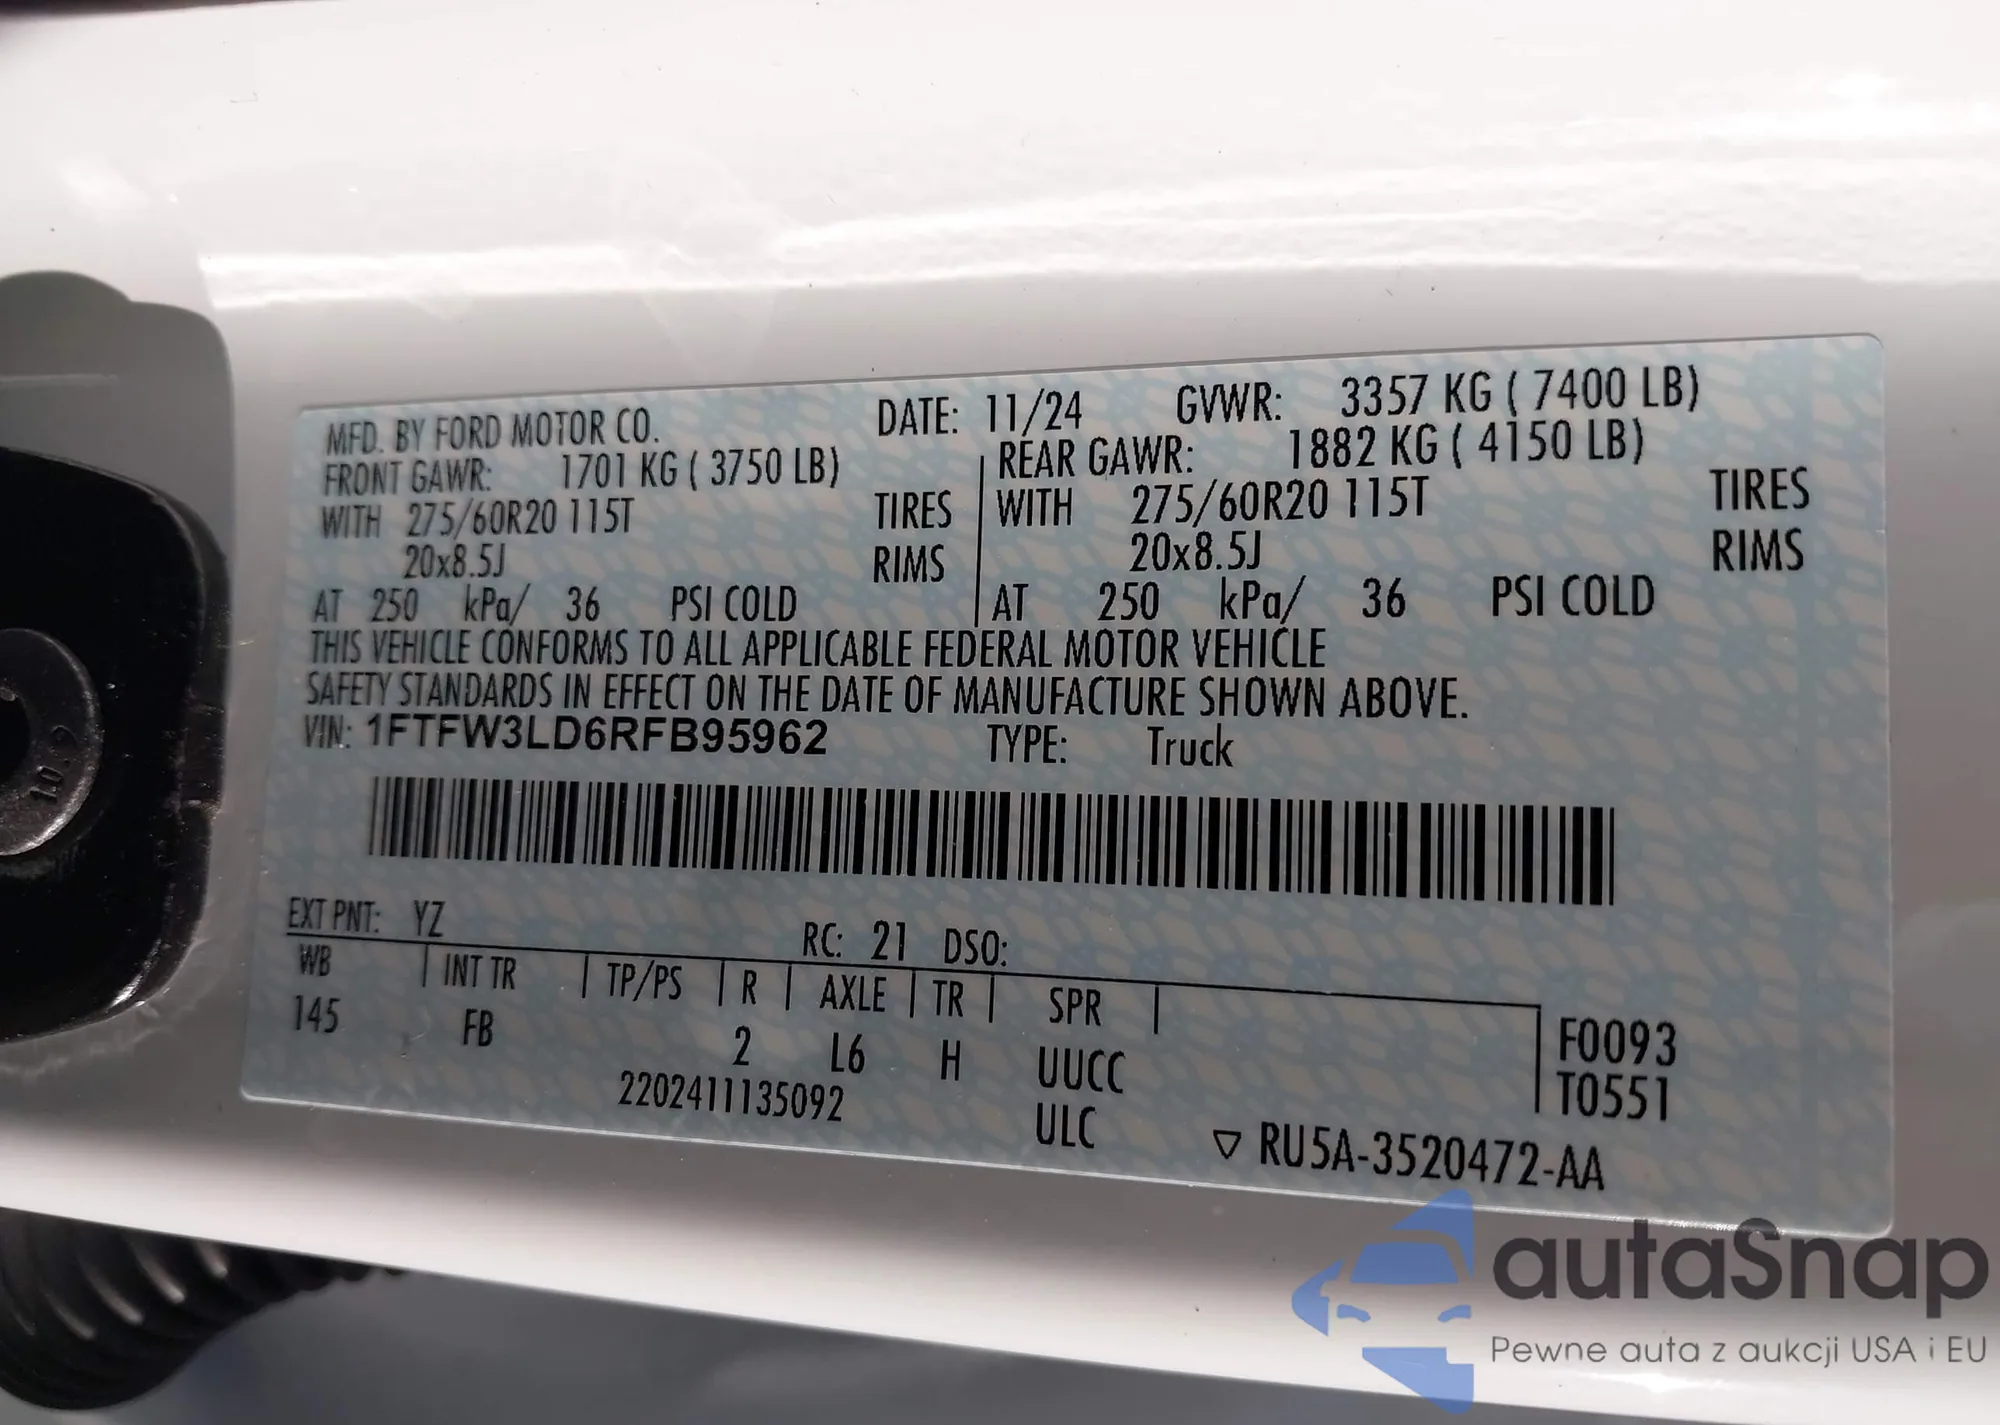 MFD. BY FORD MOTOR CO. DATE: 11/24 GVWR: 3357 KG ( 7400 LB)
FRONT GAWR: 1701 KG ( 3750 LB) REAR GAWR: 1882 KG ( 4150 LB)
WITH 275/60R20 115T TIRES WITH 275/60R20 115T TIRES
20x8.5J RIMS 20x8.5J RIMS
AT 250 kPa/ 36 PSI COLD AT 250 kPa/ 36 PSI COLD
THIS VEHICLE CONFORMS TO ALL APPLICABLE FEDERAL MOTOR VEHICLE
SAFETY STANDARDS IN EFFECT ON THE DATE OF MANUFACTURE SHOWN ABOVE.
VIN: 1FTFW3LD6RFB95962 TYPE: Truck
EXT PNT: YZ RC: 21 DSO:
WB INT TR TP/PS R AXLE TR SPR
145 FB 2 L6 H UUCC F0093
2202411135092 ULC T0551
▽ RU5A-3520472-AA
10.2
autaSnap
Pewne auta z aukcji USA i EU